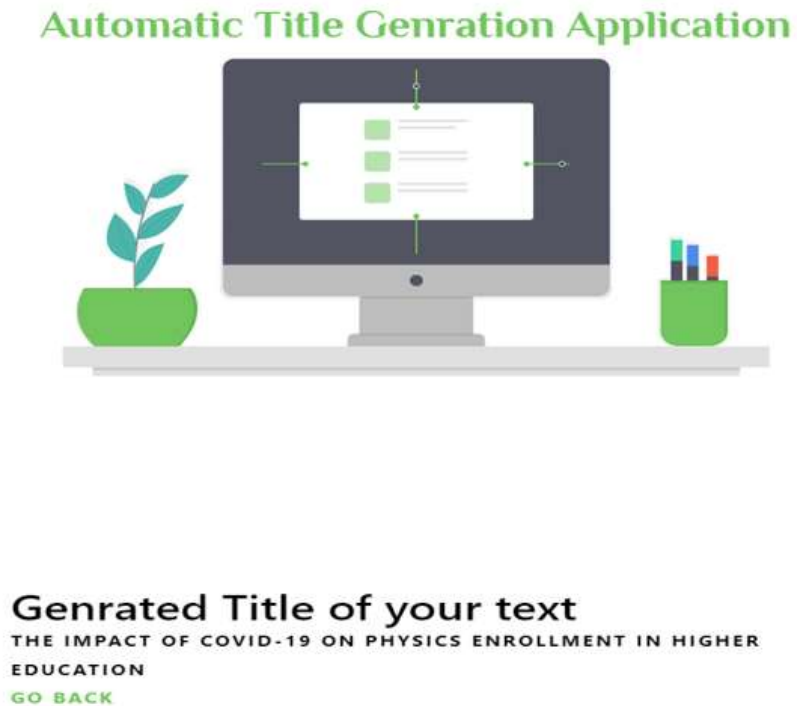 Automatic Title Genration Application
Genrated Title of your text
THE IMPACT OF COVID-19 ON PHYSICS ENROLLMENT IN HIGHER
EDUCATION
GO BACK